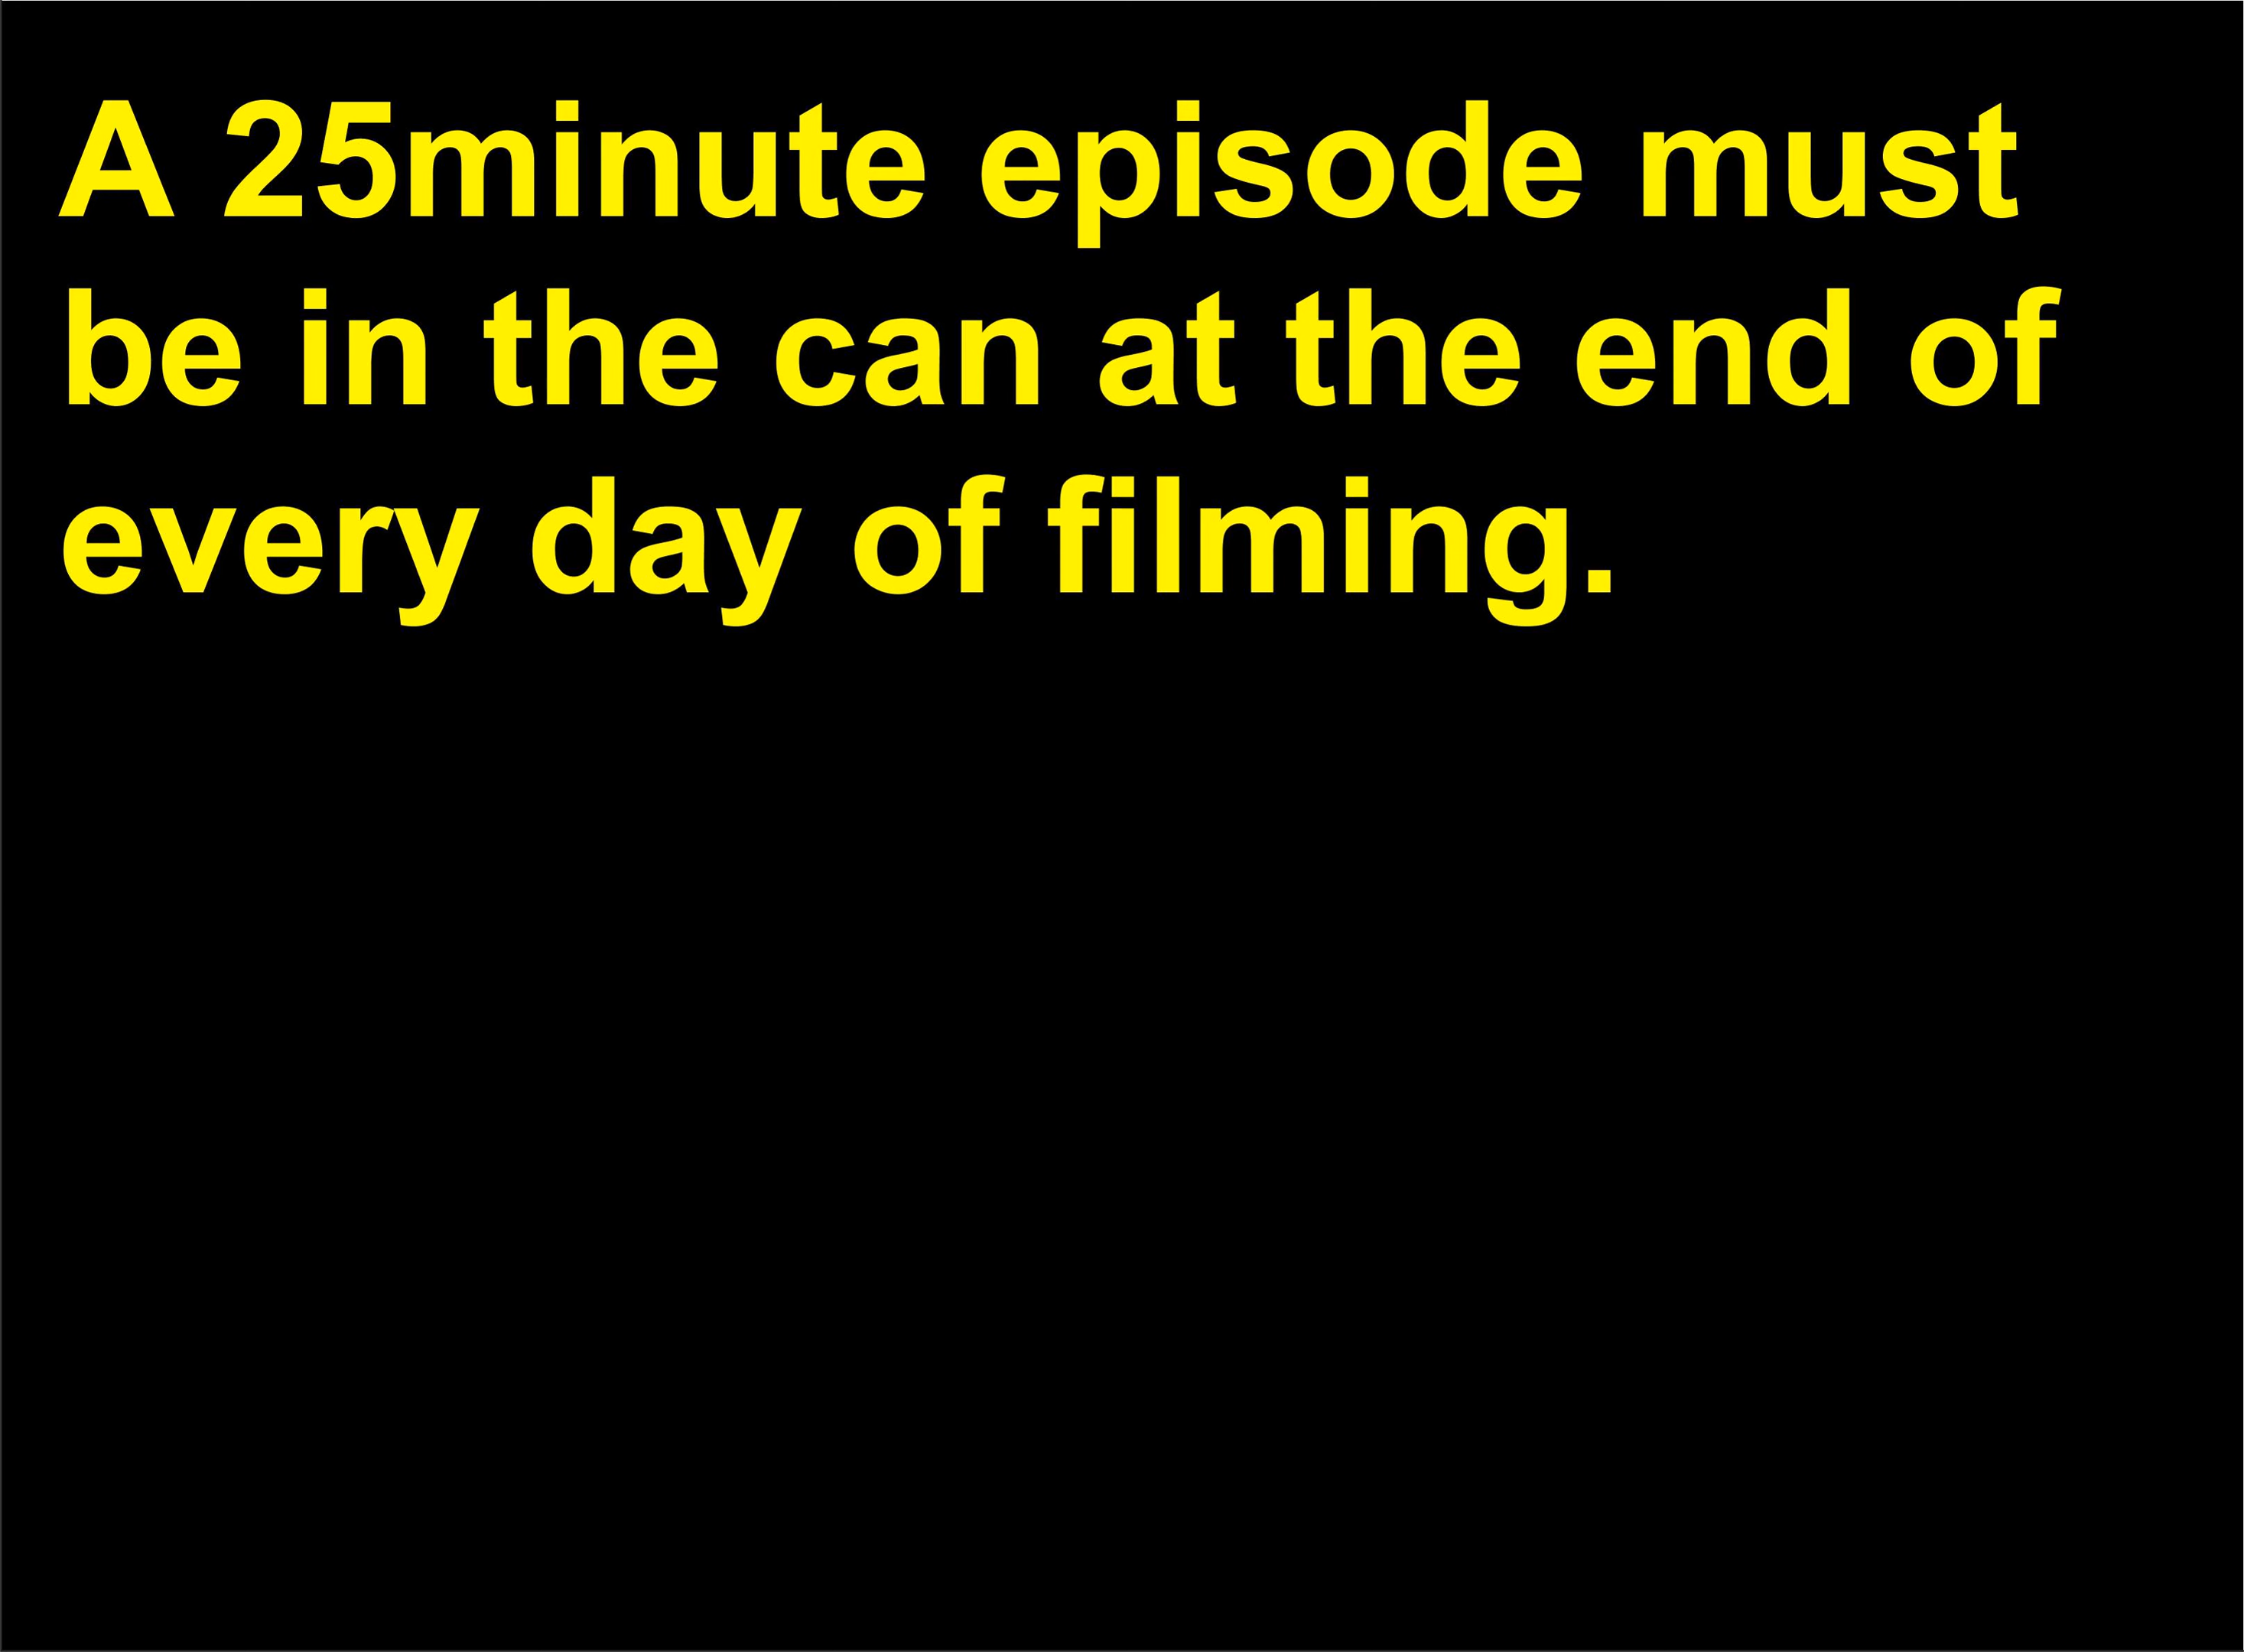 A 25minute episode must
be in the can at the end of
every day of filming.